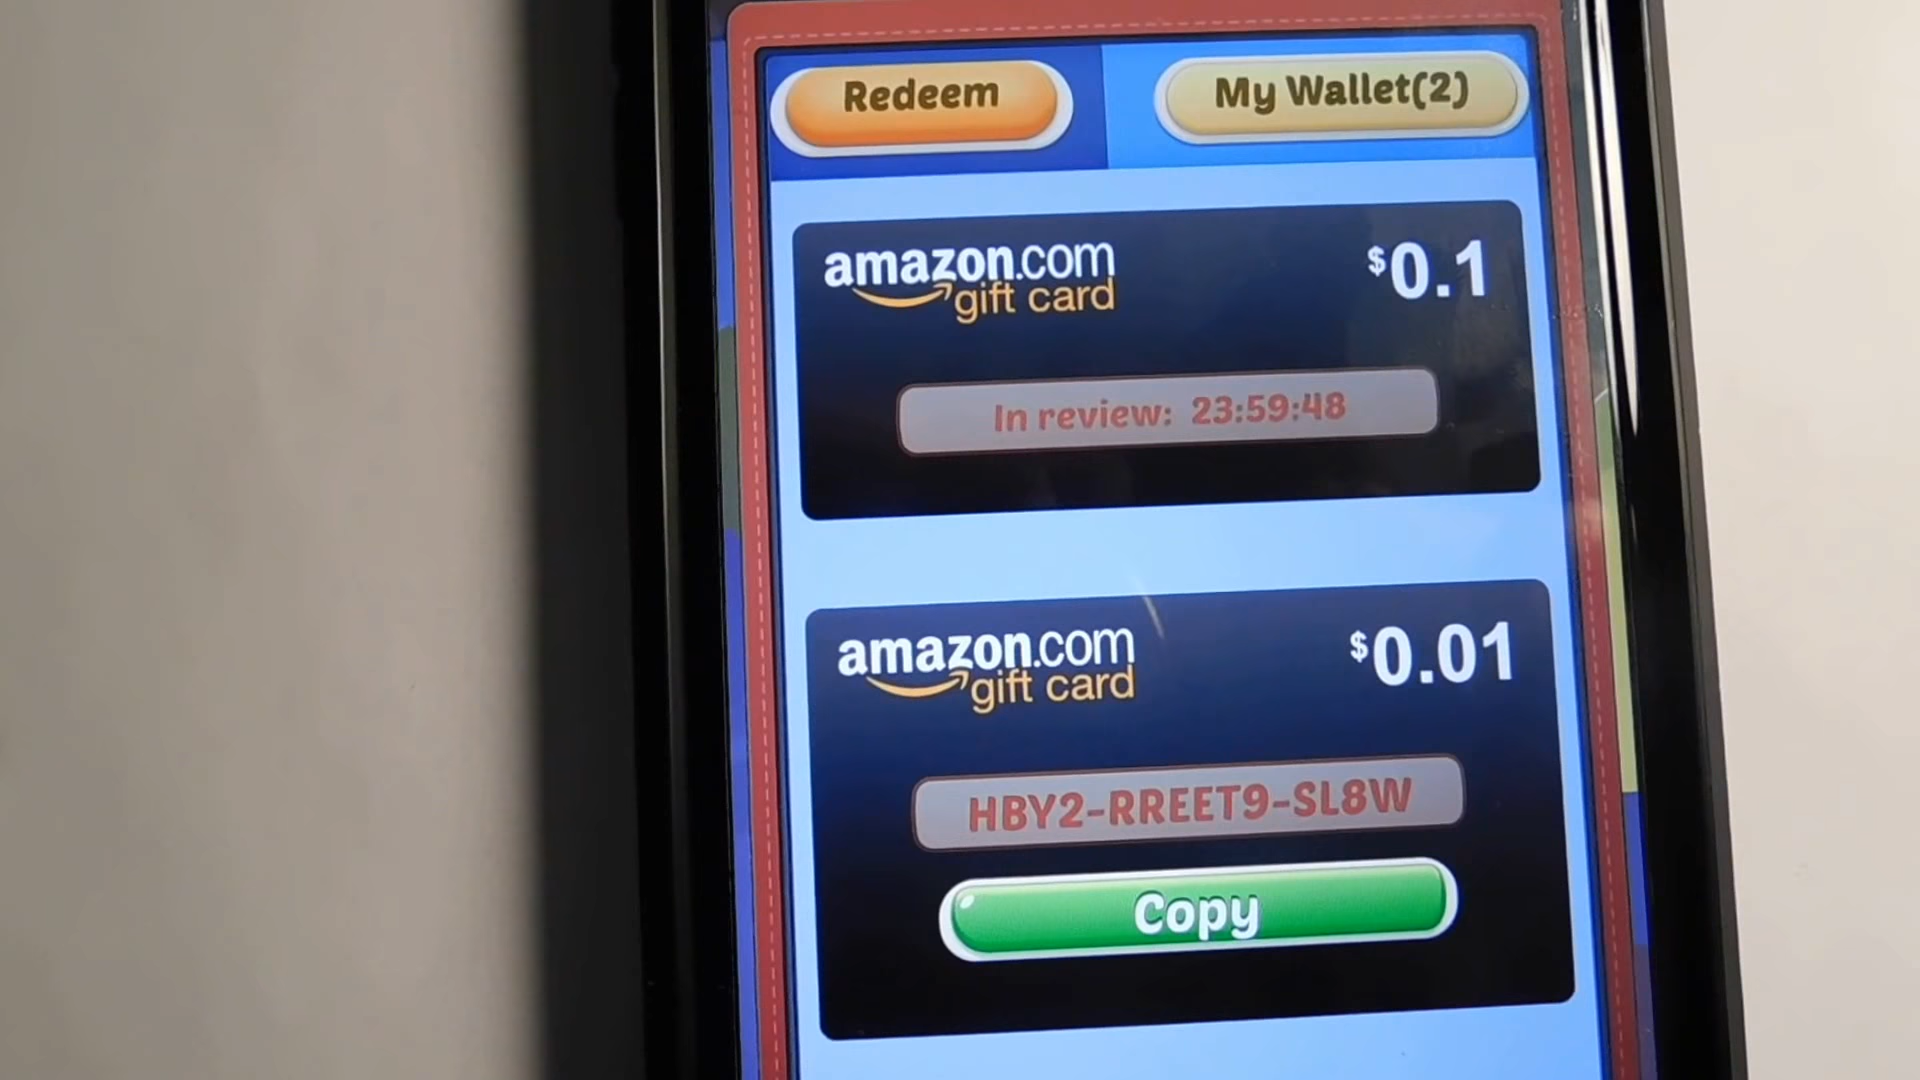 Redeem
My Wallet(2)
amazon.com
gift card
$0.1
In review: 23:59:48
amazon.com
gift card
$0.01
HBY2-RREET9-SL8W
Copy